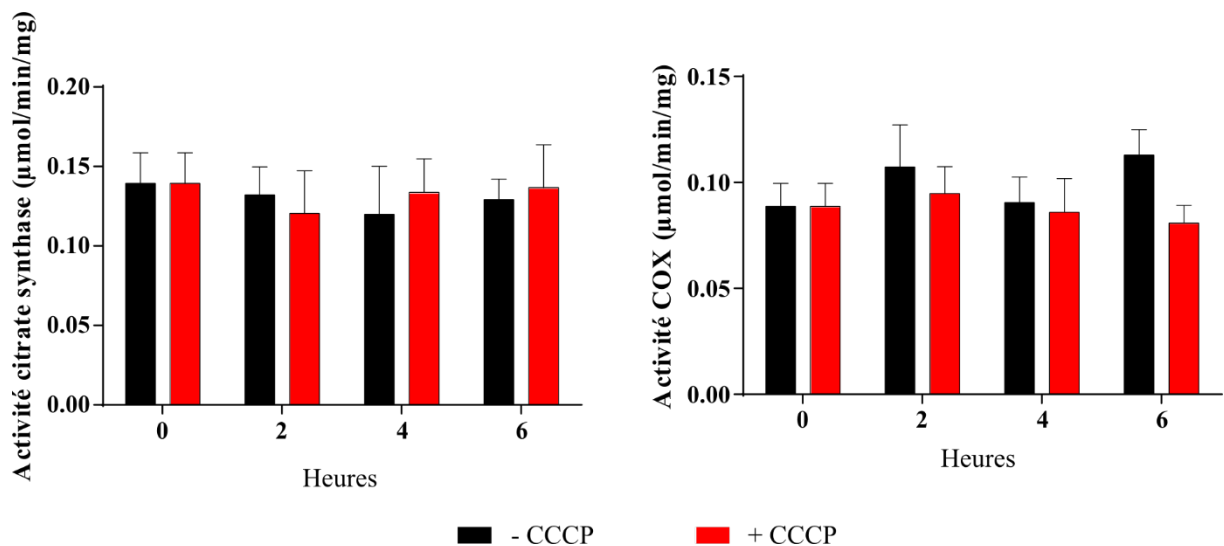 Activité citrate synthase (µmol/min/mg)
0.20
0.15
0.10
0.05
0.00
0 2 4 6
Heures
Activité COX (µmol/min/mg)
0.15
0.10
0.05
0.00
0 2 4 6
Heures
- CCCP + CCCP